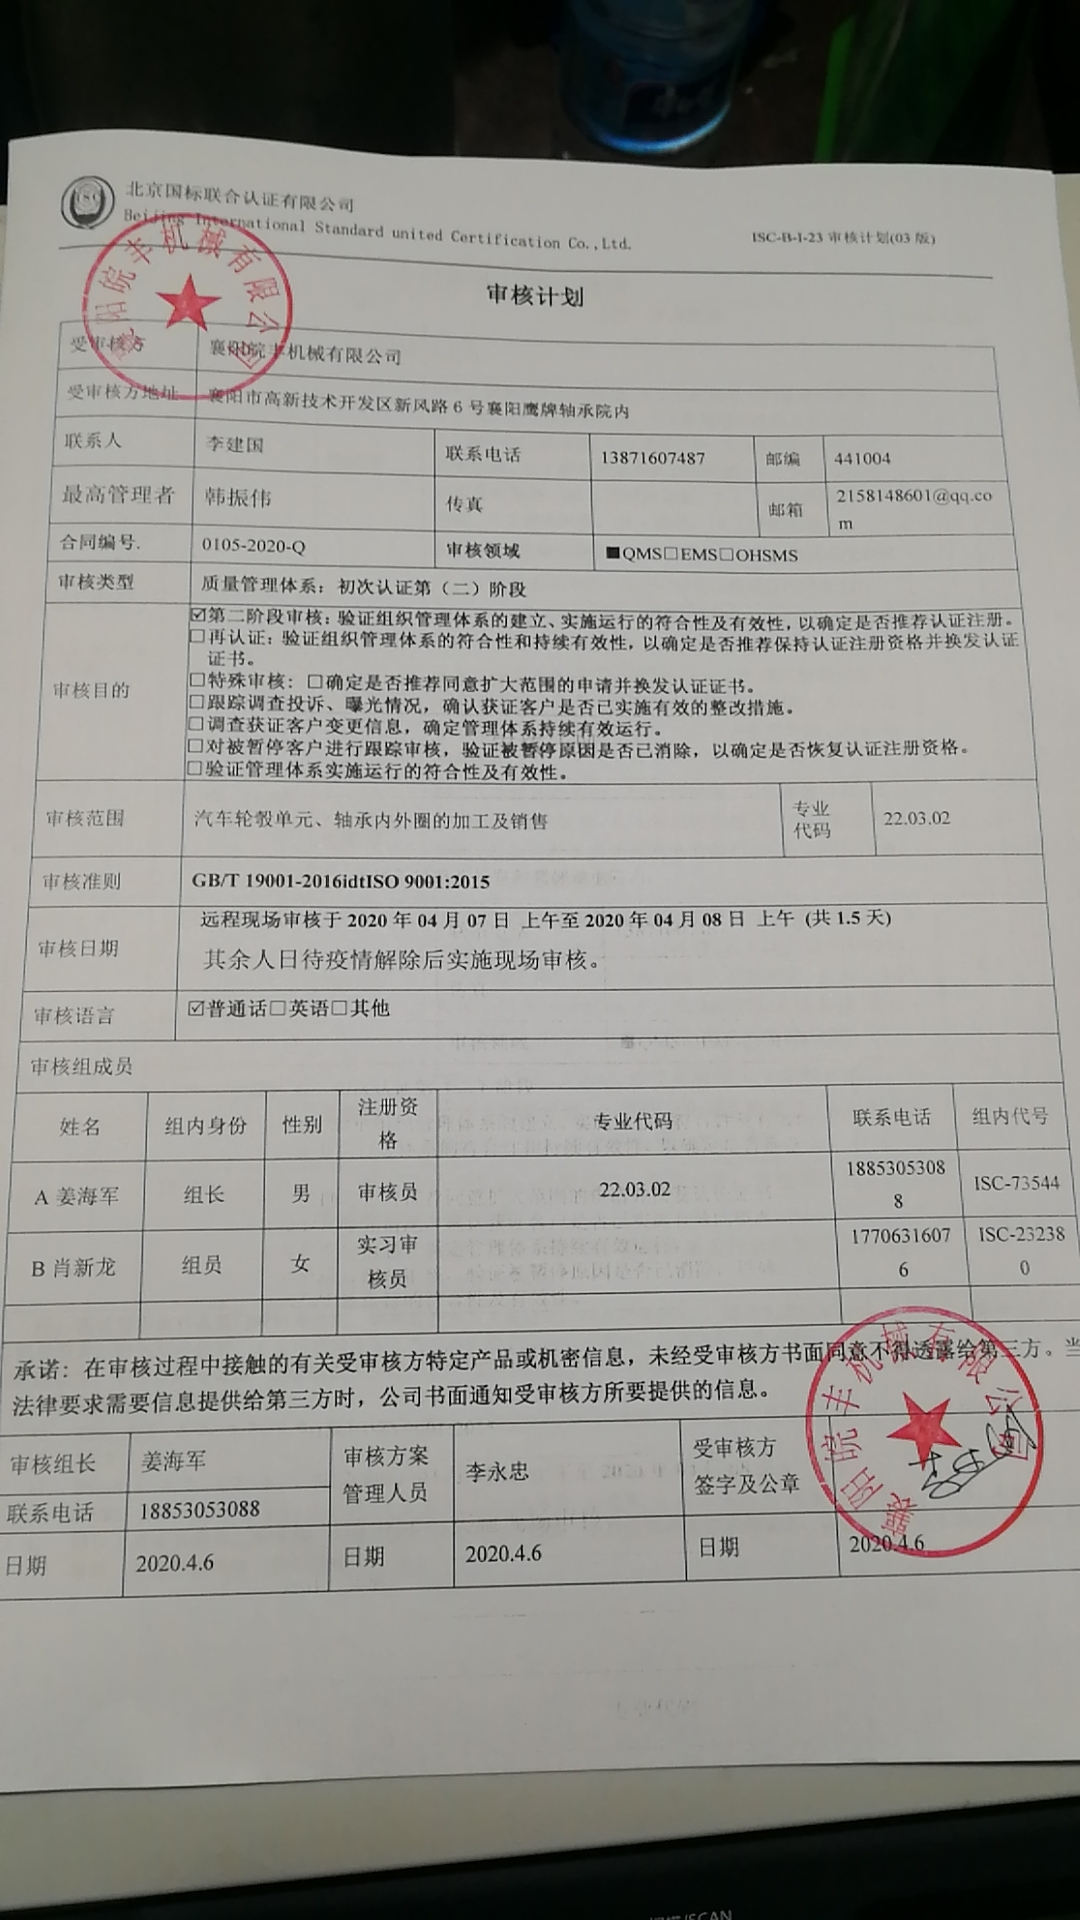 北京国标联合认证有限公司
Beijing International Standard united Certification Co.,Ltd.
ISC-B-I-23 审核计划(03 版)
审核计划
受审核方 襄阳皖丰机械有限公司
受审核方地址 襄阳市高新技术开发区新风路 6 号襄阳鹰牌轴承院内
联系人 李建国 联系电话 13871607487 邮编 441004
最高管理者 韩振伟 传真 邮箱 2158148601@qq.co
m
合同编号. 0105-2020-Q 审核领域 ■QMS□EMS□OHSMS
审核类型 质量管理体系：初次认证第（二）阶段
审核目的
☑第二阶段审核：验证组织管理体系的建立、实施运行的符合性及有效性，以确定是否推荐认证注册。
□再认证：验证组织管理体系的符合性和持续有效性，以确定是否推荐保持认证注册资格并换发认证
证书。
□特殊审核：□确定是否推荐同意扩大范围的申请并换发认证证书。
□跟踪调查投诉、曝光情况，确认获证客户是否已实施有效的整改措施。
□调查获证客户变更信息，确定管理体系持续有效运行。
□对被暂停客户进行跟踪审核，验证被暂停原因是否已消除，以确定是否恢复认证注册资格。
□验证管理体系实施运行的符合性及有效性。
审核范围 汽车轮毂单元、轴承内外圈的加工及销售 专业
代码 22.03.02
审核准则 GB/T 19001-2016idtISO 9001:2015
审核日期 远程现场审核于 2020 年 04 月 07 日 上午至 2020 年 04 月 08 日 上午 (共 1.5 天)
其余人日待疫情解除后实施现场审核。
审核语言 ☑普通话□英语□其他
审核组成员
姓名 组内身份 性别 注册资
格 专业代码 联系电话 组内代号
A 姜海军 组长 男 审核员 22.03.02 1885305308
8 ISC-73544
B 肖新龙 组员 女 实习审
核员 1770631607
6 ISC-23238
0
承诺：在审核过程中接触的有关受审核方特定产品或机密信息，未经受审核方书面同意不得透露给第三方。当
法律要求需要信息提供给第三方时，公司书面通知受审核方所要提供的信息。
审核组长 姜海军 审核方案
管理人员 李永忠 受审核方
签字及公章
联系电话 18853053088
日期 2020.4.6 日期 2020.4.6 日期 2020.4.6
襄阳皖丰机械有限公司
襄阳皖丰机械有限公司